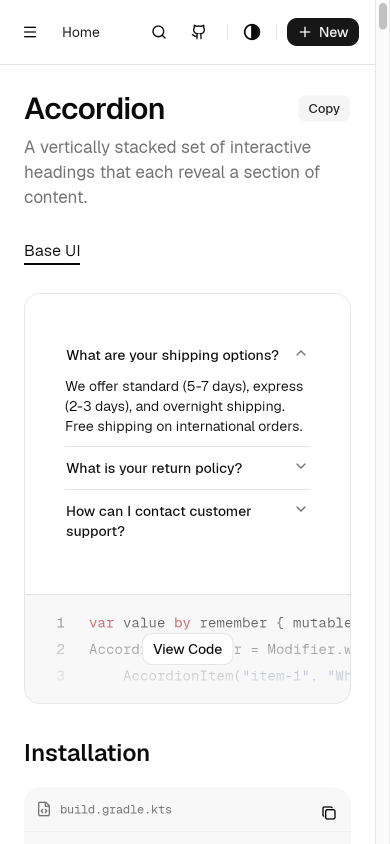 Home
New
Accordion
Copy
A vertically stacked set of interactive
headings that each reveal a section of
content.
Base UI
What are your shipping options?
We offer standard (5-7 days), express
(2-3 days), and overnight shipping.
Free shipping on international orders.
What is your return policy?
How can I contact customer
support?
1 var value by remember { mutable
2 Accord r = Modifier.w
View Code
3 AccordionItem("item-1", "Wh
Installation
build.gradle.kts